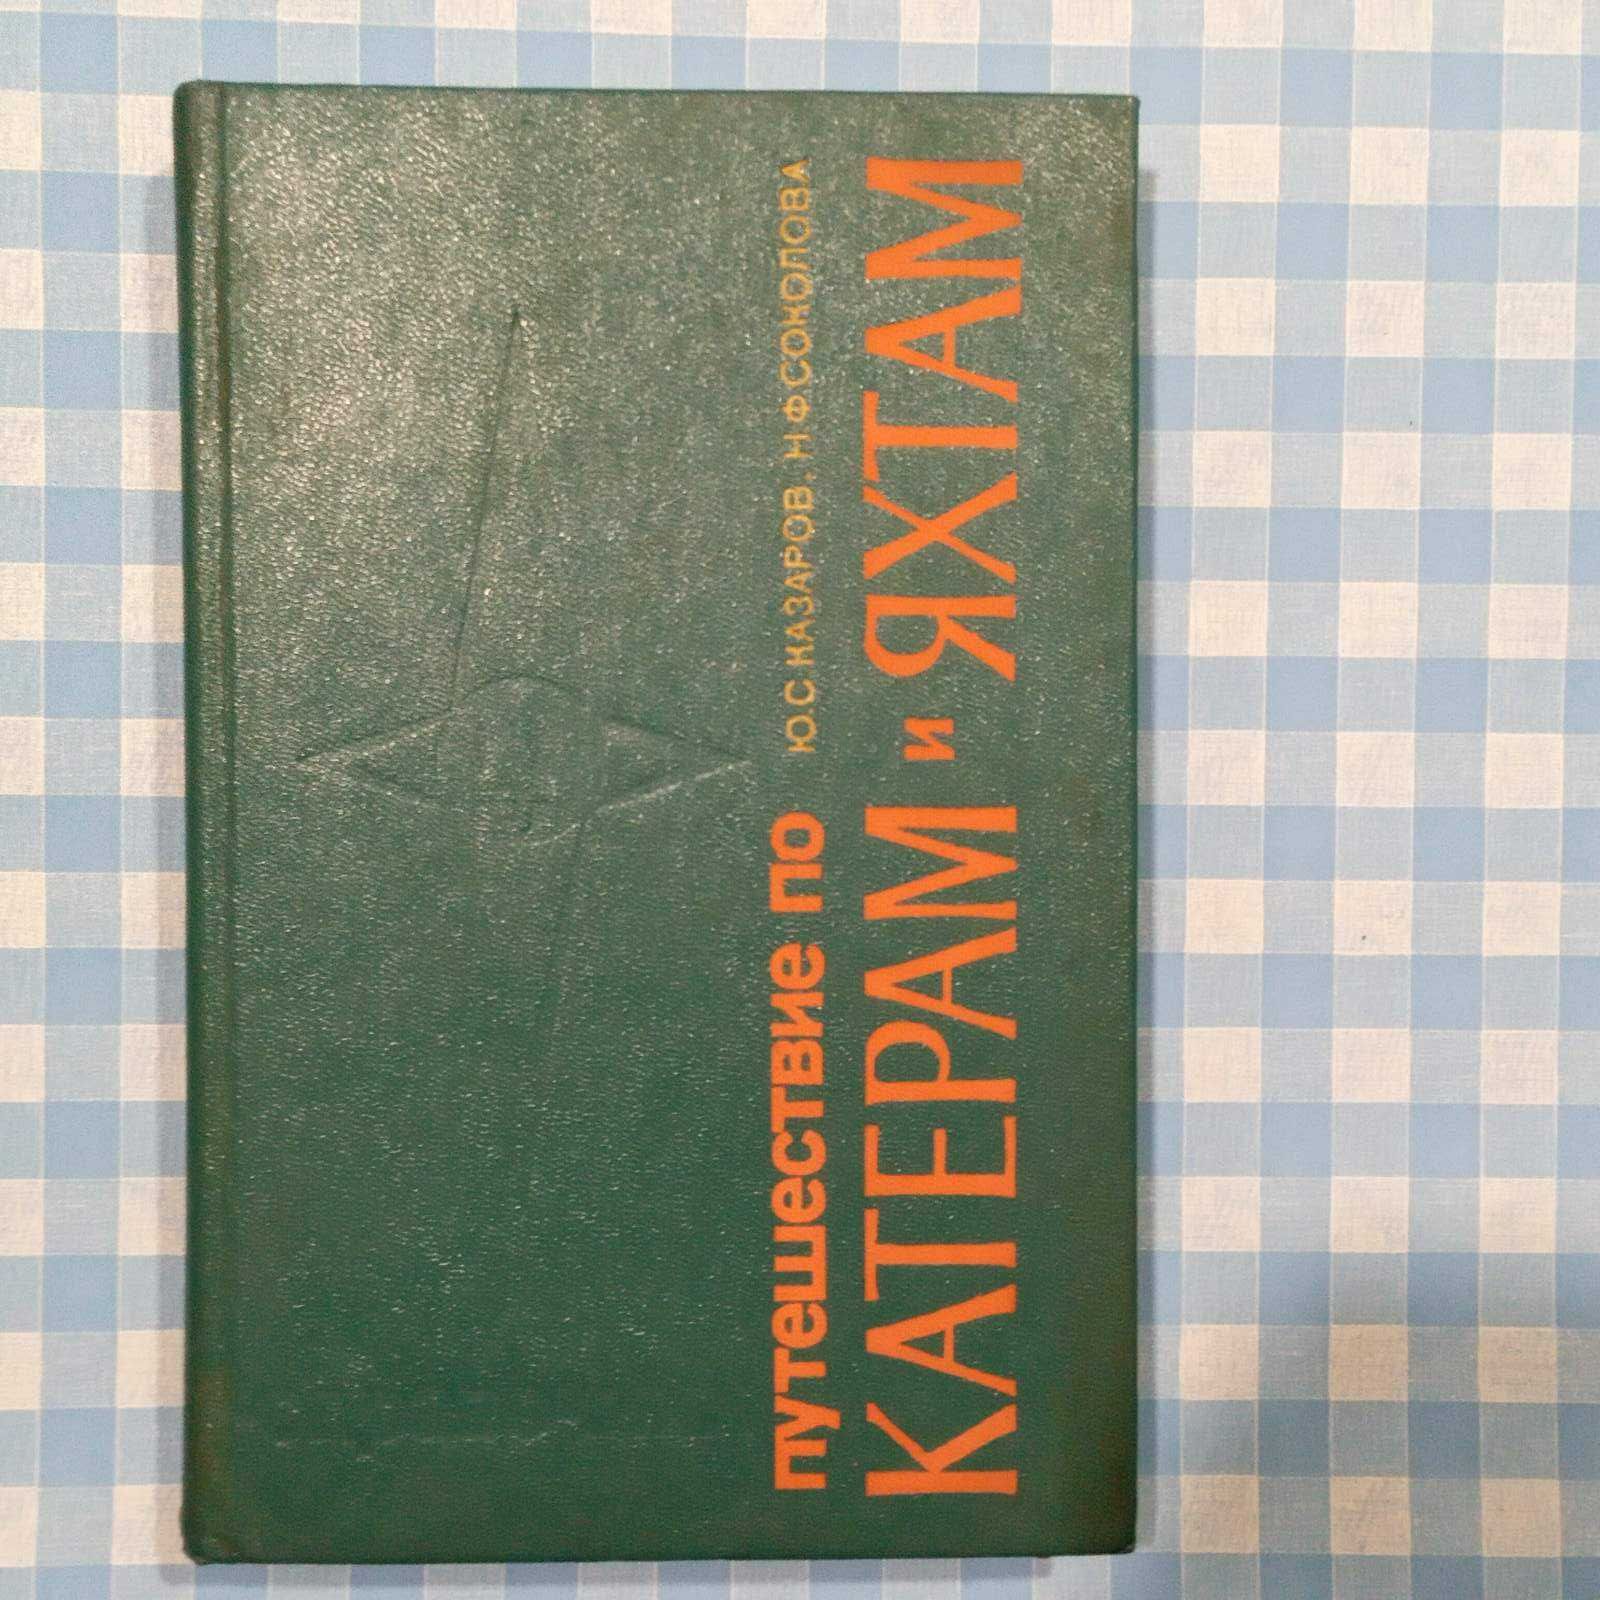 Ю.С КАЗАРОВ, Н Ф СОКОЛОВА
путешествие по
КАТЕРАМ и ЯХТАМ